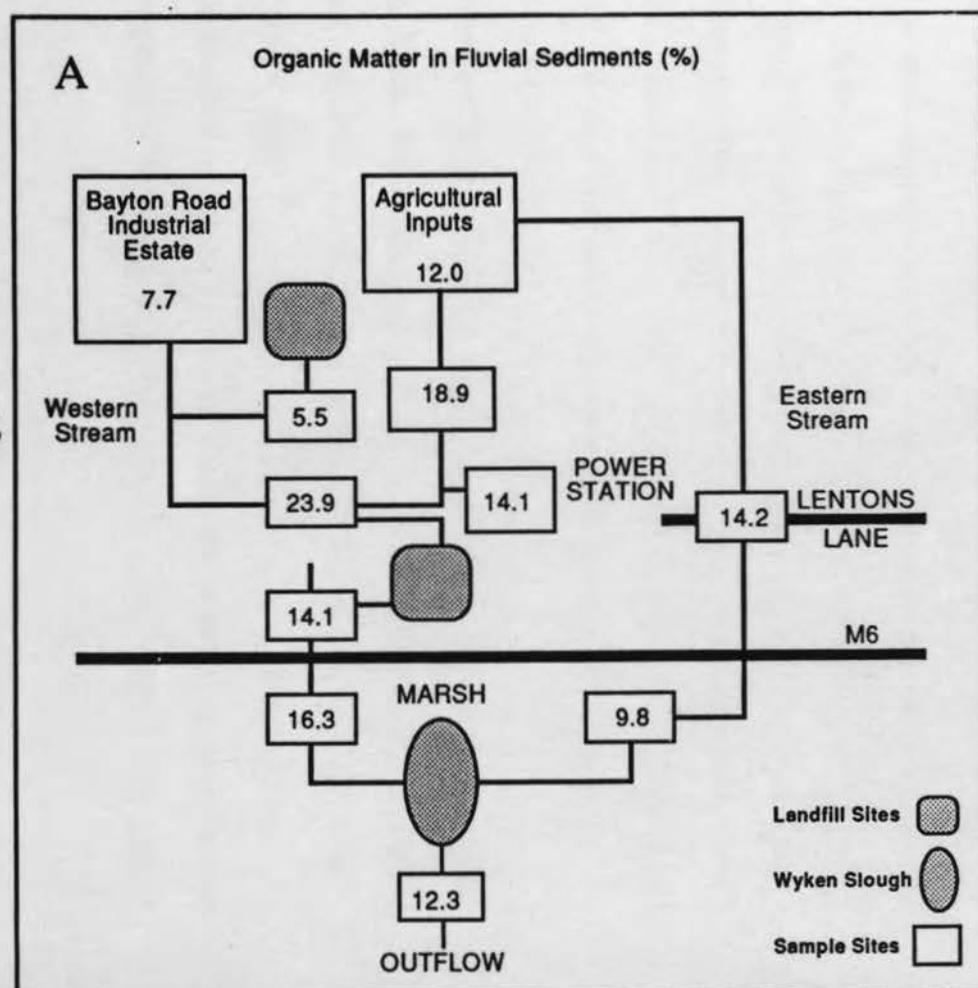 A
Organic Matter in Fluvial Sediments (%)
Bayton Road
Industrial
Estate
7.7
Agricultural
Inputs
12.0
Western
Stream
5.5
18.9
Eastern
Stream
23.9
14.1
POWER
STATION
14.2
LENTONS
LANE
14.1
M6
16.3
MARSH
9.8
12.3
OUTFLOW
Landfill Sites
Wyken Slough
Sample Sites